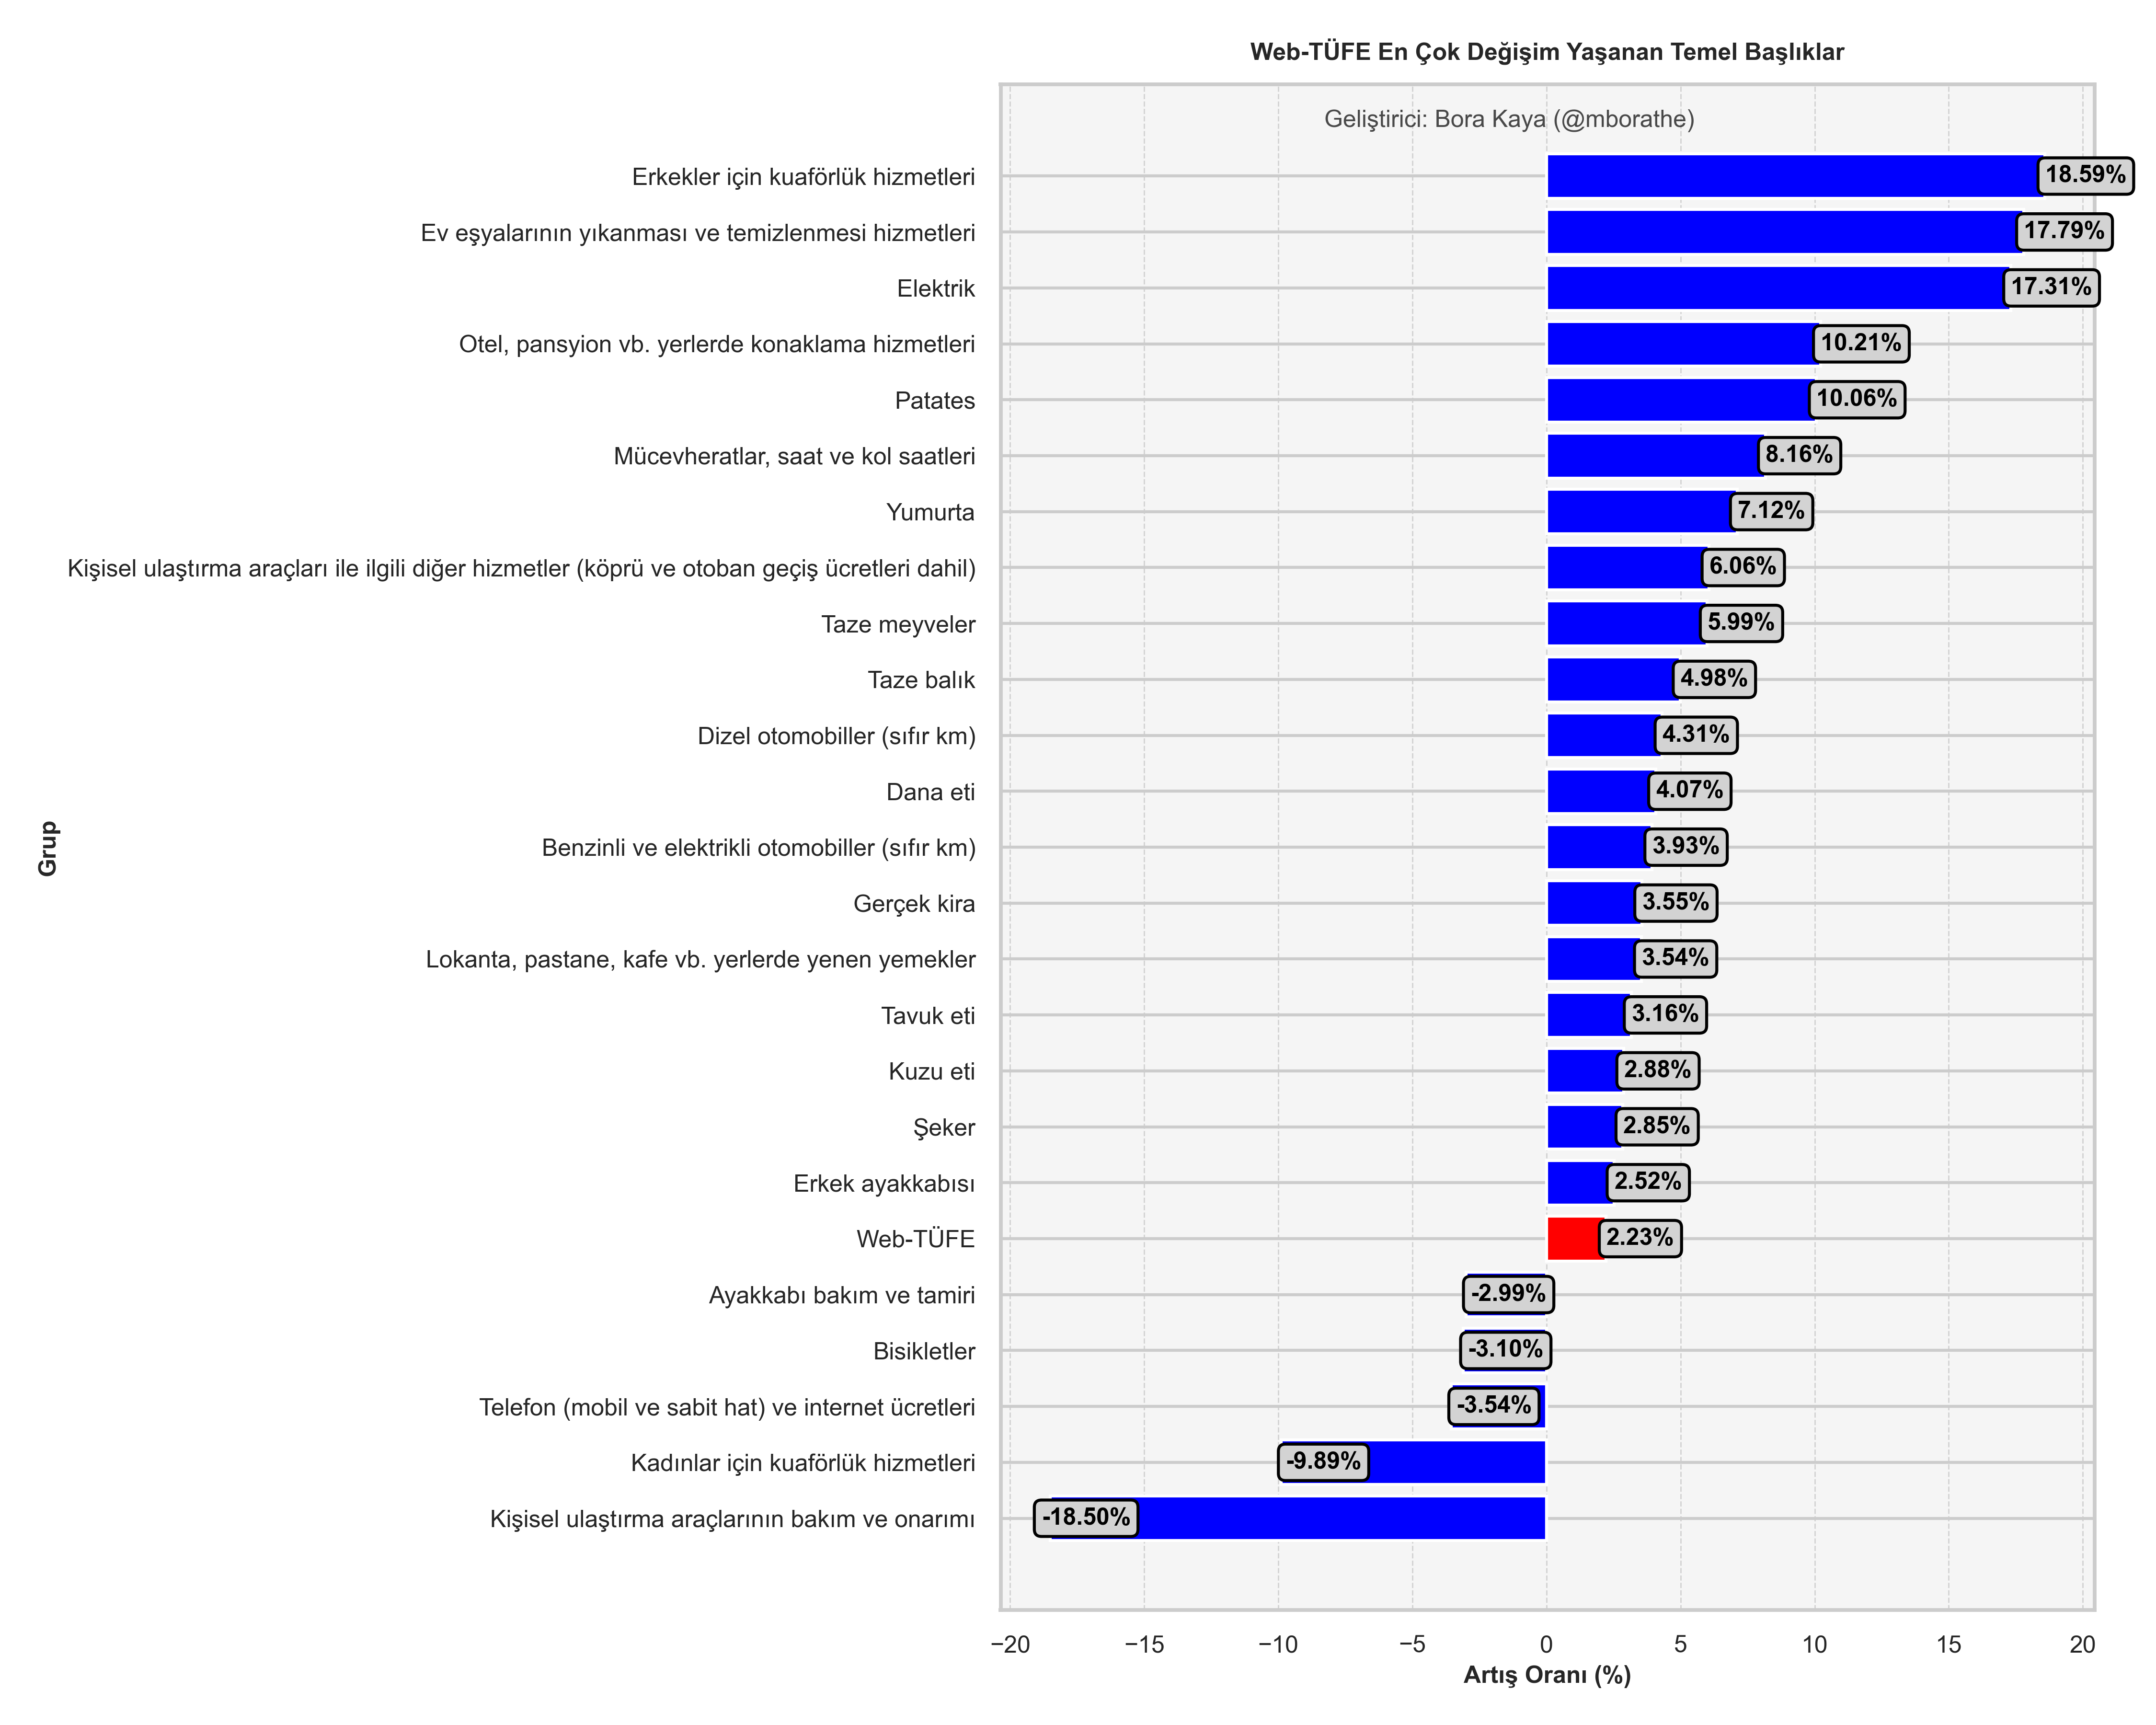 Web-TÜFE En Çok Değişim Yaşanan Temel Başlıklar
Geliştirici: Bora Kaya (@mborathe)
Erkekler için kuaförlük hizmetleri 18.59%
Ev eşyalarının yıkanması ve temizlenmesi hizmetleri 17.79%
Elektrik 17.31%
Otel, pansyion vb. yerlerde konaklama hizmetleri 10.21%
Patates 10.06%
Mücevheratlar, saat ve kol saatleri 8.16%
Yumurta 7.12%
Kişisel ulaştırma araçları ile ilgili diğer hizmetler (köprü ve otoban geçiş ücretleri dahil) 6.06%
Taze meyveler 5.99%
Taze balık 4.98%
Dizel otomobiller (sıfır km) 4.31%
Dana eti 4.07%
Benzinli ve elektrikli otomobiller (sıfır km) 3.93%
Gerçek kira 3.55%
Lokanta, pastane, kafe vb. yerlerde yenen yemekler 3.54%
Tavuk eti 3.16%
Kuzu eti 2.88%
Şeker 2.85%
Erkek ayakkabısı 2.52%
Web-TÜFE 2.23%
Ayakkabı bakım ve tamiri -2.99%
Bisikletler -3.10%
Telefon (mobil ve sabit hat) ve internet ücretleri -3.54%
Kadınlar için kuaförlük hizmetleri -9.89%
Kişisel ulaştırma araçlarının bakım ve onarımı -18.50%
Grup
−20 −15 −10 −5 0 5 10 15 20
Artış Oranı (%)